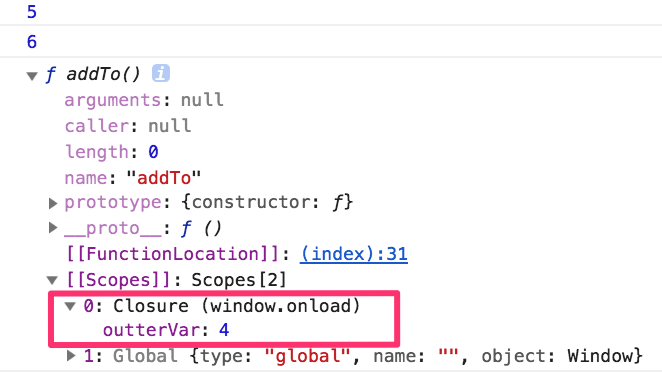 5
6
▼ ƒ addTo() i
arguments: null
caller: null
length: 0
name: "addTo"
▶ prototype: {constructor: ƒ}
▶ __proto__: ƒ ()
[[FunctionLocation]]: (index):31
▼ [[Scopes]]: Scopes[2]
▼ 0: Closure (window.onload)
outterVar: 4
▶ 1: Global {type: "global", name: "", object: Window}